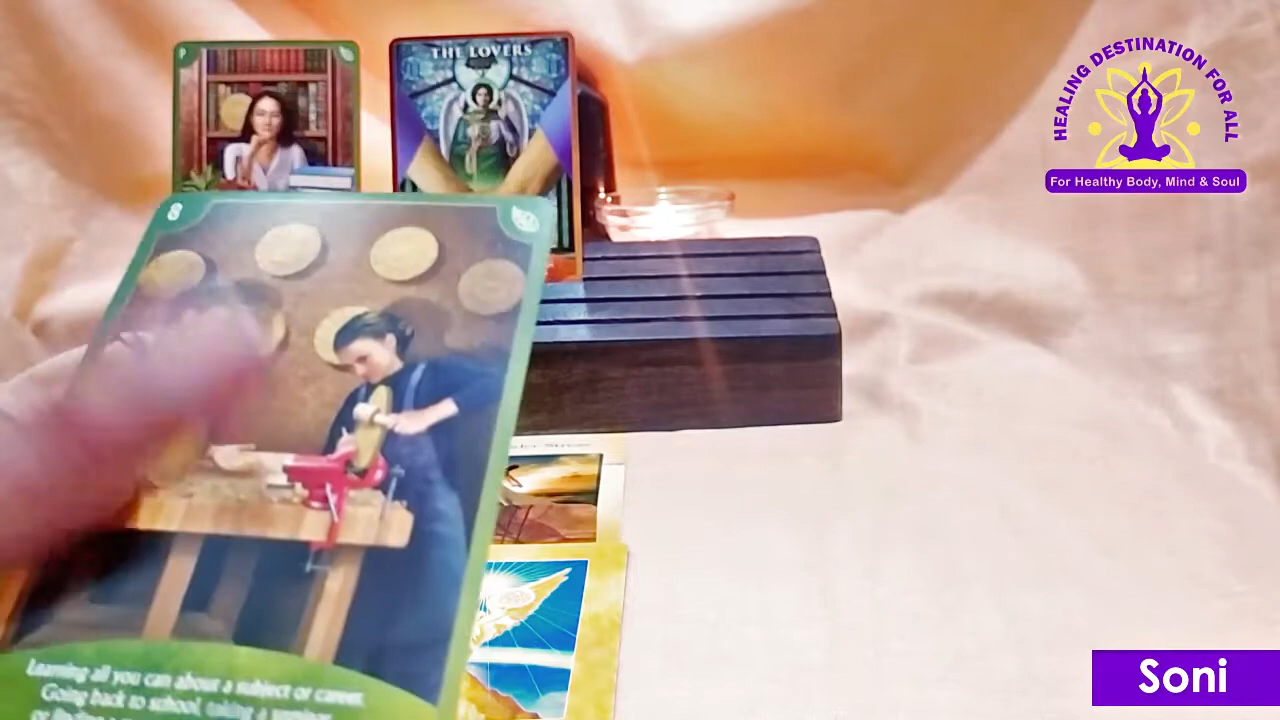 P
THE LOVERS
HEALING DESTINATION FOR ALL
For Healthy Body, Mind & Soul
8
Learning all you can about a subject or career.
Going back to school, taking a seminar,
Soni